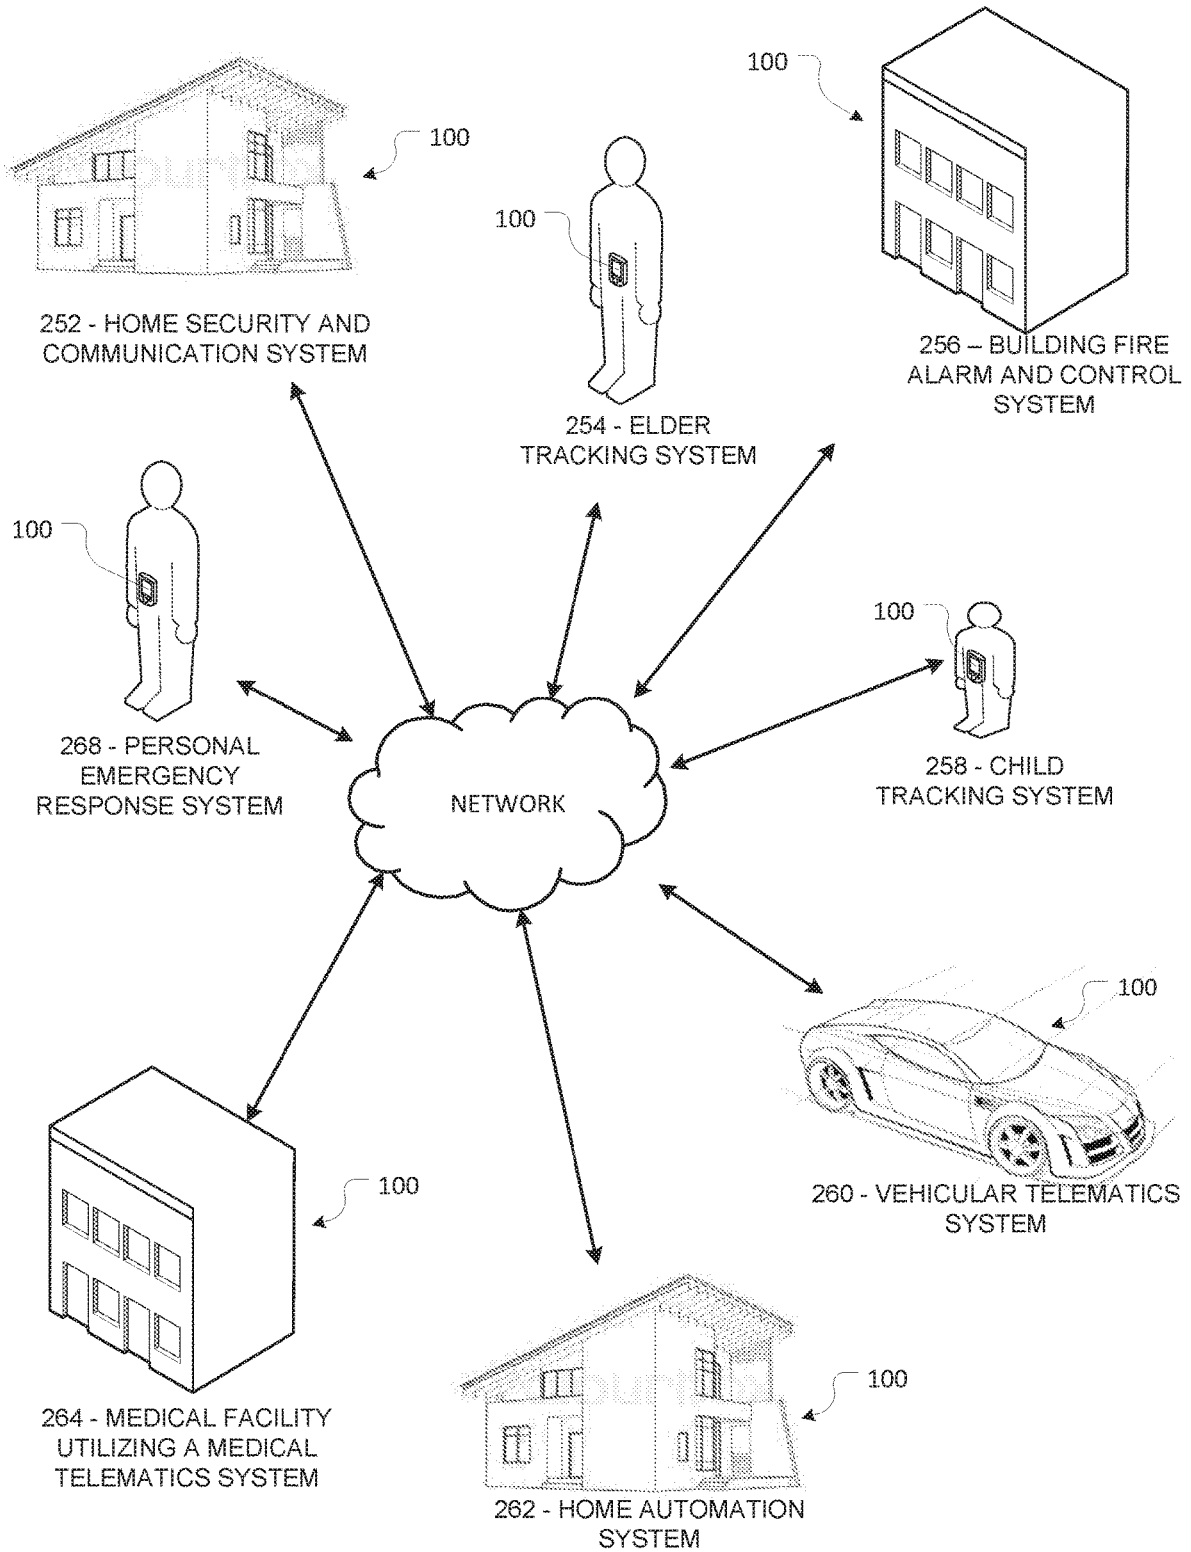 100
100
252 - HOME SECURITY AND
COMMUNICATION SYSTEM
100
254 - ELDER
TRACKING SYSTEM
256 – BUILDING FIRE
ALARM AND CONTROL
SYSTEM
100
268 - PERSONAL
EMERGENCY
RESPONSE SYSTEM
100
258 - CHILD
TRACKING SYSTEM
NETWORK
100
260 - VEHICULAR TELEMATICS
SYSTEM
100
264 - MEDICAL FACILITY
UTILIZING A MEDICAL
TELEMATICS SYSTEM
100
262 - HOME AUTOMATION
SYSTEM